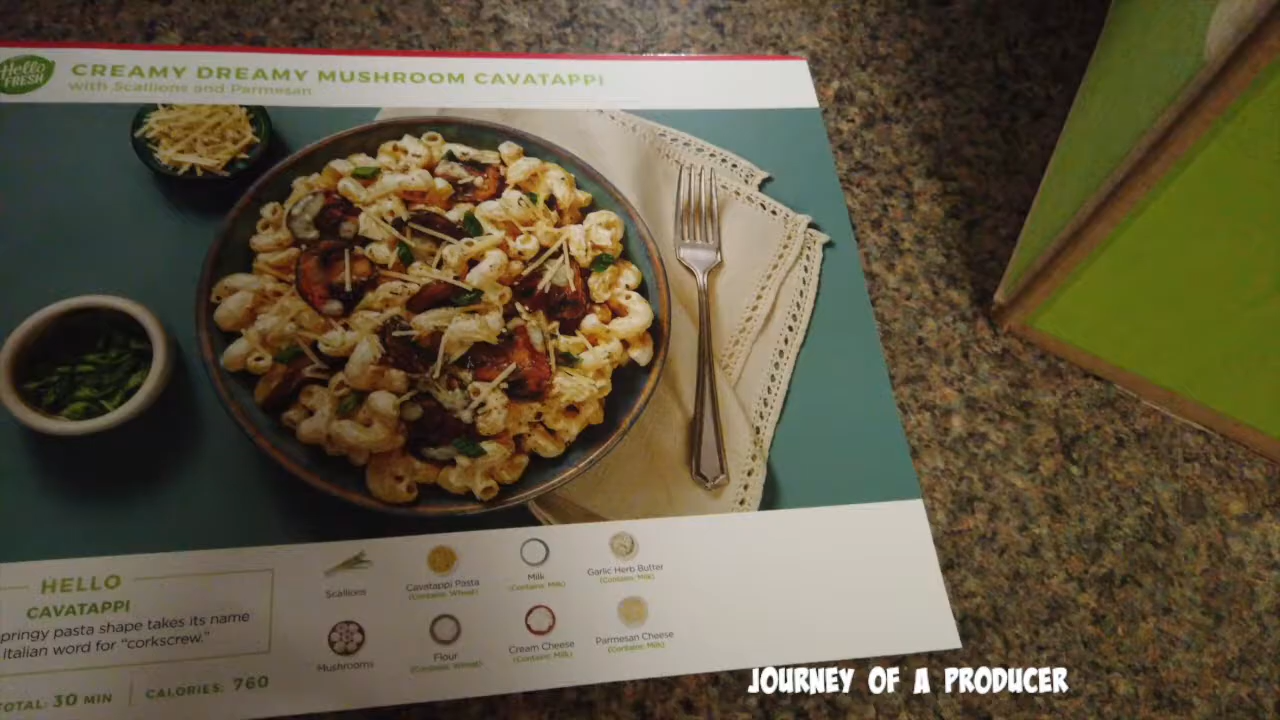 Hello
FRESH
CREAMY DREAMY MUSHROOM CAVATAPPI
with Scallions and Parmesan
HELLO
CAVATAPPI
pringy pasta shape takes its name
Italian word for “corkscrew.”
TOTAL: 30 MIN
CALORIES: 760
Scallions
Cavatappi Pasta
(Contains: Wheat)
Milk
(Contains: Milk)
Garlic Herb Butter
(Contains: Milk)
Mushrooms
Flour
(Contains: Wheat)
Cream Cheese
(Contains: Milk)
Parmesan Cheese
(Contains: Milk)
JOURNEY OF A PRODUCER